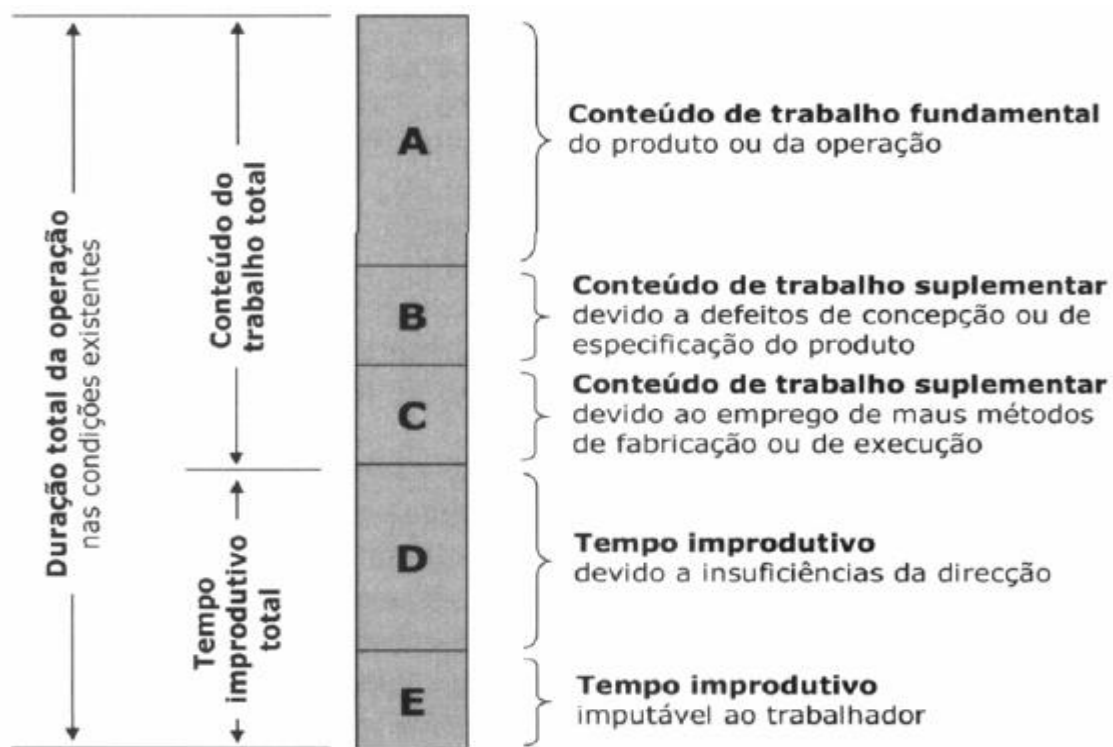 Duração total da operação
nas condições existentes
Conteúdo do
trabalho total
Tempo
improdutivo
total
A
Conteúdo de trabalho fundamental
do produto ou da operação
B
Conteúdo de trabalho suplementar
devido a defeitos de concepção ou de
especificação do produto
C
Conteúdo de trabalho suplementar
devido ao emprego de maus métodos
de fabricação ou de execução
D
Tempo improdutivo
devido a insuficiências da direcção
E
Tempo improdutivo
imputável ao trabalhador